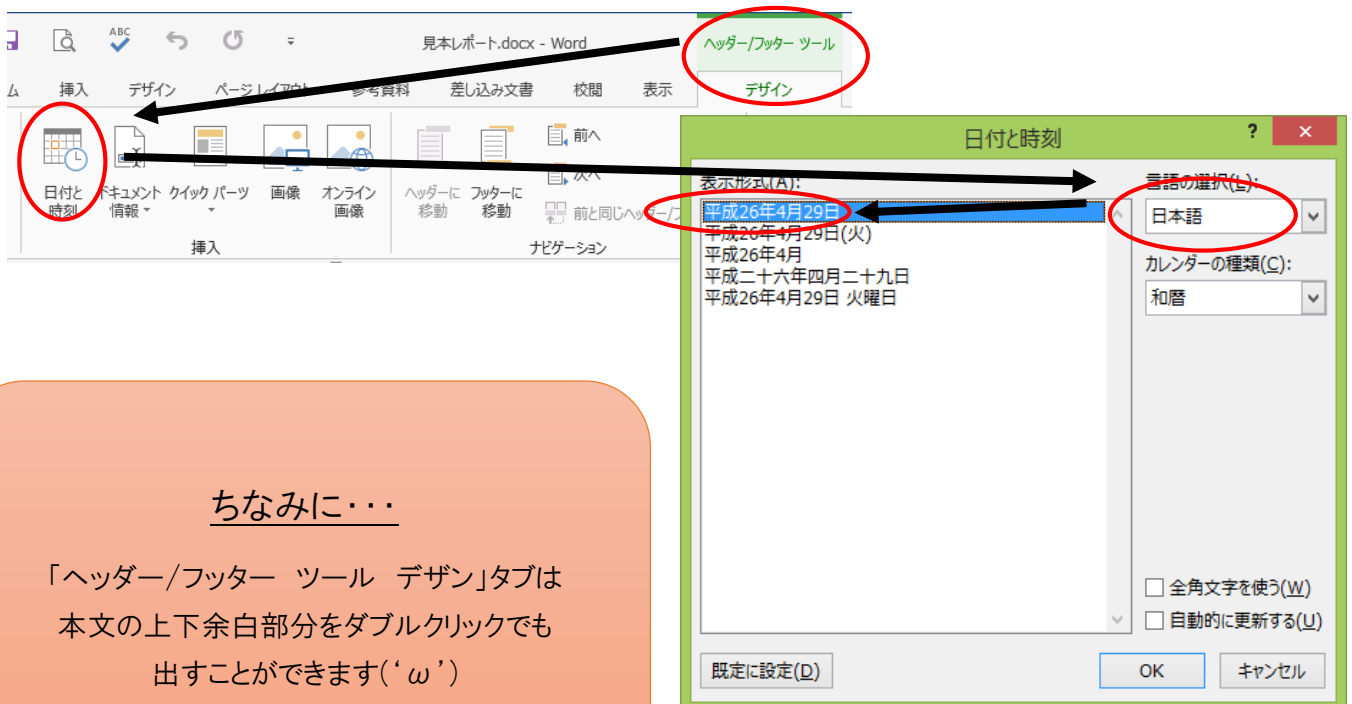 ABC
見本レポート.docx - Word
ヘッダー/フッター ツール
ム 挿入 デザイン ページ レイアウト 参考資料 差し込み文書 校閲 表示 デザイン
日付と
時刻
ドキュメント
情報
クイック パーツ
画像
オンライン
画像
ヘッダーに
移動
フッターに
移動
前へ
次へ
前と同じヘッダー/フ
挿入
ナビゲーション
日付と時刻
? ×
表示形式(A):
平成26年4月29日
平成26年4月29日(火)
平成26年4月
平成二十六年四月二十九日
平成26年4月29日 火曜日
言語の選択(L):
日本語
カレンダーの種類(C):
和暦
全角文字を使う(W)
自動的に更新する(U)
既定に設定(D)
OK
キャンセル
ちなみに・・・
「ヘッダー/フッター ツール デザン」タブは
本文の上下余白部分をダブルクリックでも
出すことができます(‘ω’)